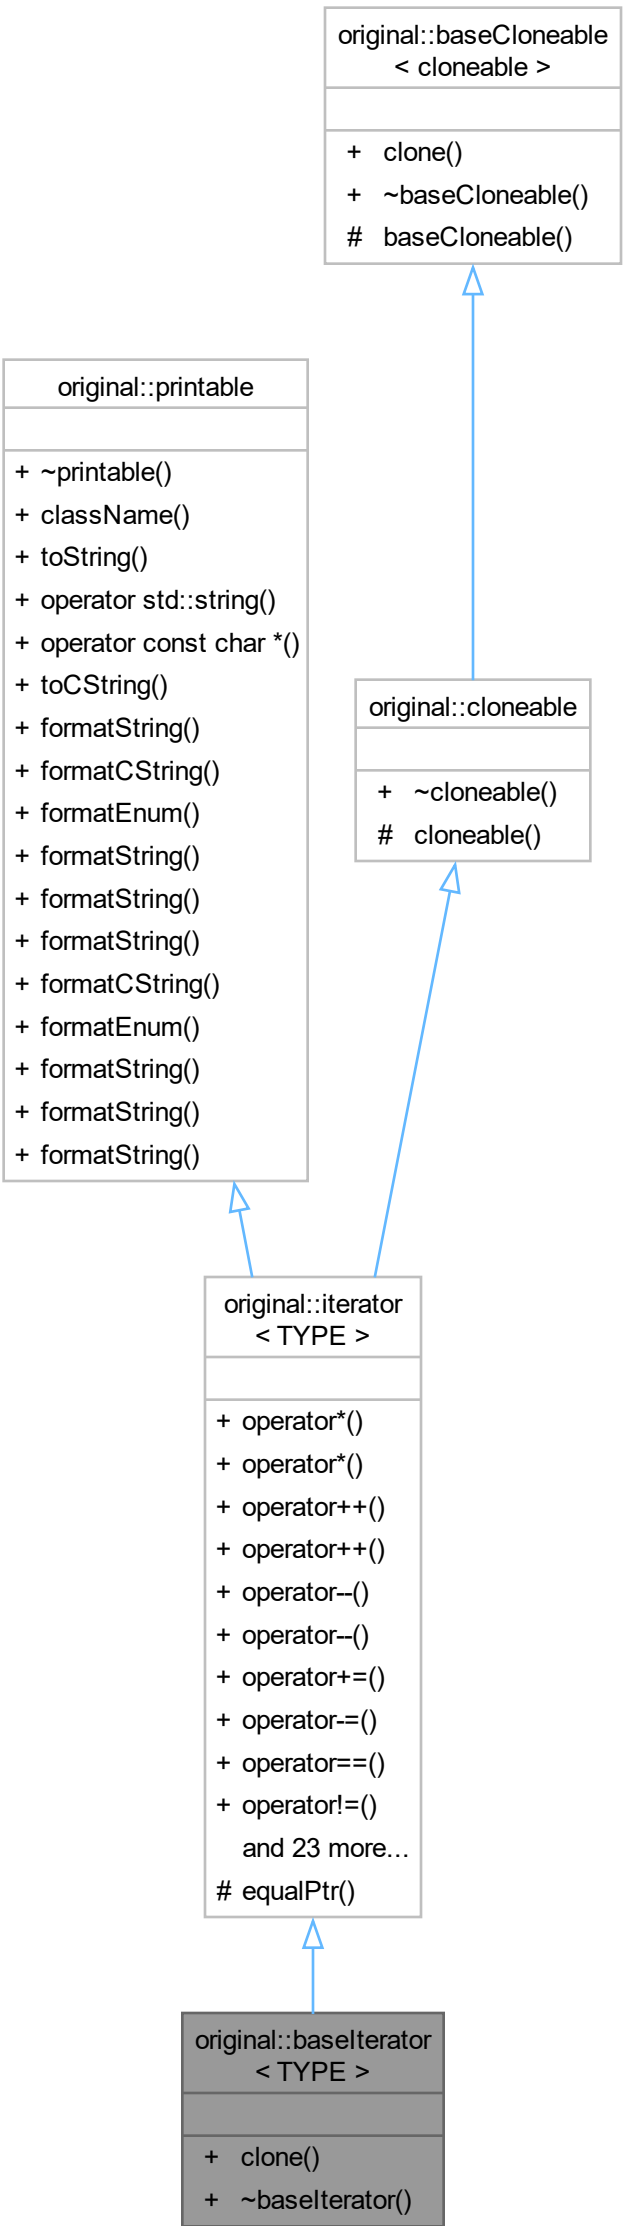 original::baseCloneable
< cloneable >
+ clone()
+ ~baseCloneable()
# baseCloneable()
original::printable
+ ~printable()
+ className()
+ toString()
+ operator std::string()
+ operator const char *()
+ toCString()
+ formatString()
+ formatCString()
+ formatEnum()
+ formatString()
+ formatString()
+ formatString()
+ formatCString()
+ formatEnum()
+ formatString()
+ formatString()
+ formatString()
original::cloneable
+ ~cloneable()
# cloneable()
original::iterator
< TYPE >
+ operator*()
+ operator*()
+ operator++()
+ operator++()
+ operator--()
+ operator--()
+ operator+=()
+ operator-=()
+ operator==()
+ operator!=()
and 23 more...
# equalPtr()
original::baseIterator
< TYPE >
+ clone()
+ ~baseIterator()